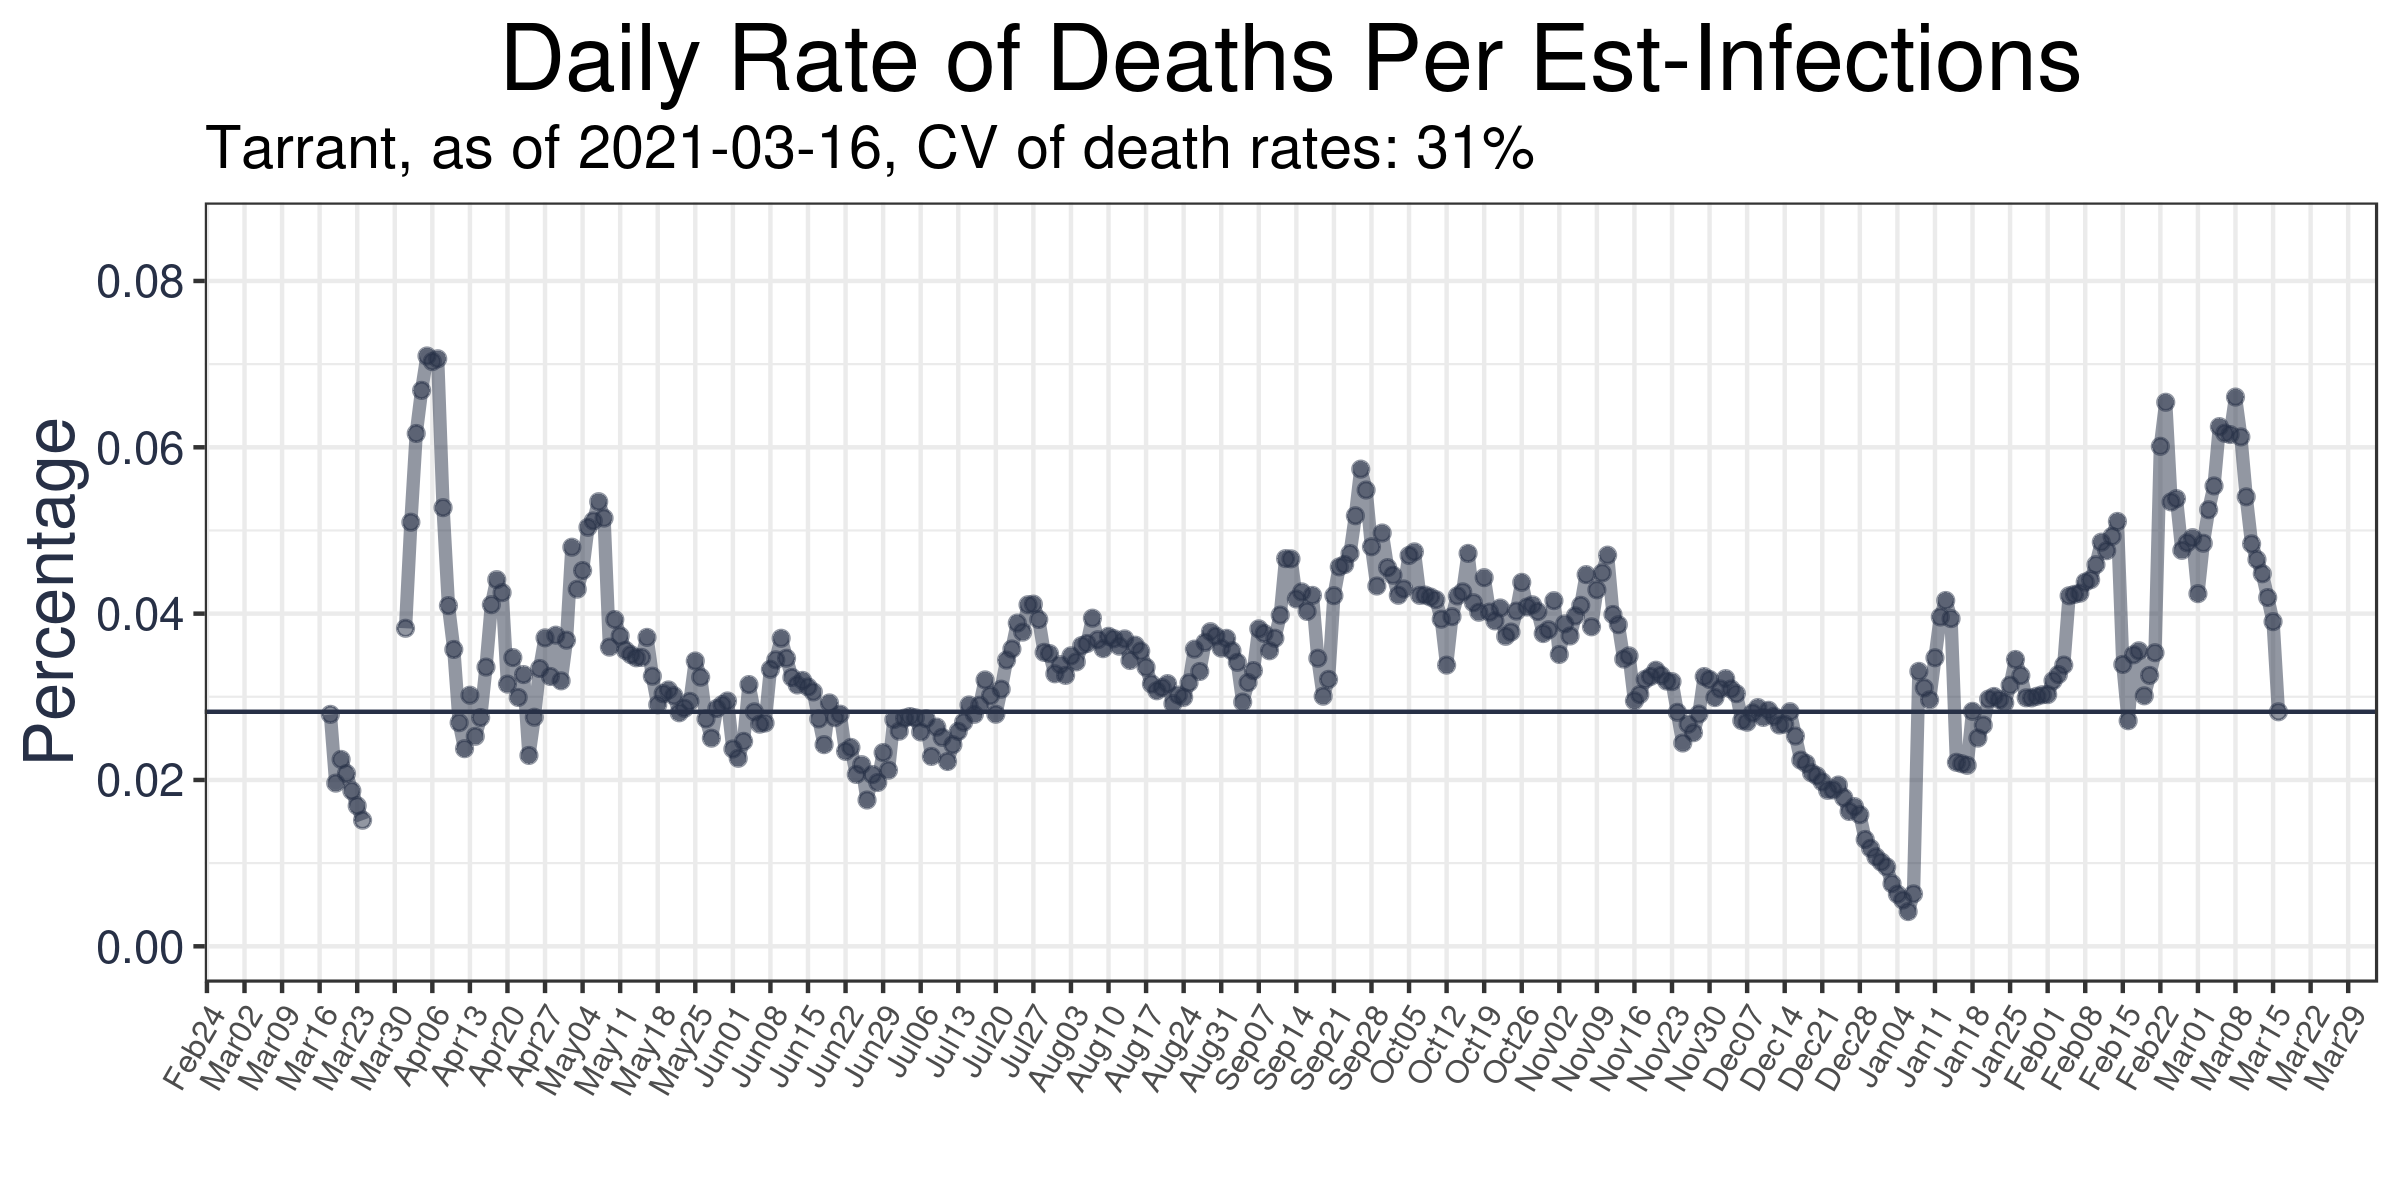 Daily Rate of Deaths Per Est-Infections
Tarrant, as of 2021-03-16, CV of death rates: 31%
Percentage
0.08
0.06
0.04
0.02
0.00
Feb24
Mar02
Mar09
Mar16
Mar23
Mar30
Apr06
Apr13
Apr20
Apr27
May04
May11
May18
May25
Jun01
Jun08
Jun15
Jun22
Jun29
Jul06
Jul13
Jul20
Jul27
Aug03
Aug10
Aug17
Aug24
Aug31
Sep07
Sep14
Sep21
Sep28
Oct05
Oct12
Oct19
Oct26
Nov02
Nov09
Nov16
Nov23
Nov30
Dec07
Dec14
Dec21
Dec28
Jan04
Jan11
Jan18
Jan25
Feb01
Feb08
Feb15
Feb22
Mar01
Mar08
Mar15
Mar22
Mar29